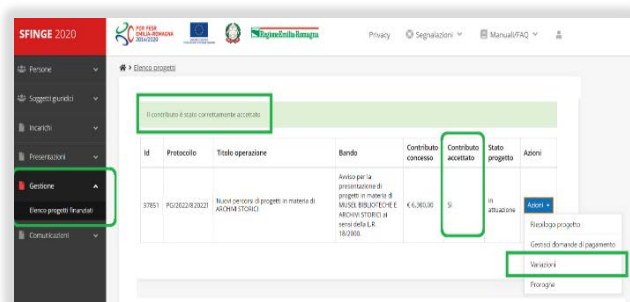 SFINGE 2020
POR FESR
EMILIA-ROMAGNA
2014/2020
Regione Emilia-Romagna
Privacy
Segnalazioni
Manuali/FAQ
Persone
Soggetti giuridici
Incarichi
Presentazioni
Gestione
Elenco progetti finanziati
Comunicazioni
> Elenco progetti
Il contributo è stato correttamente accettato
Id Protocollo Titolo operazione Bando Contributo concesso Contributo accettato Stato progetto Azioni
37851 PG/2022/820221
Nuovi percorsi di progetti in materia di
ARCHIVI STORICI
Avviso per la
presentazione di
progetti in materia di
MUSEI, BIBLIOTECHE E
ARCHIVI STORICI ai
sensi della L.R.
18/2000.
€ 6.300,00
Sì
in
attuazione
Azioni
Riepilogo progetto
Gestisci domande di pagamento
Variazioni
Proroghe